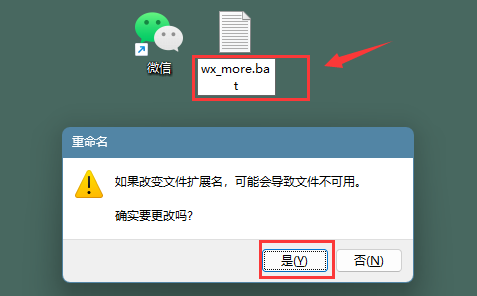 微信
wx_more.ba
t
重命名
如果改变文件扩展名，可能会导致文件不可用。
确实要更改吗?
是(Y)
否(N)